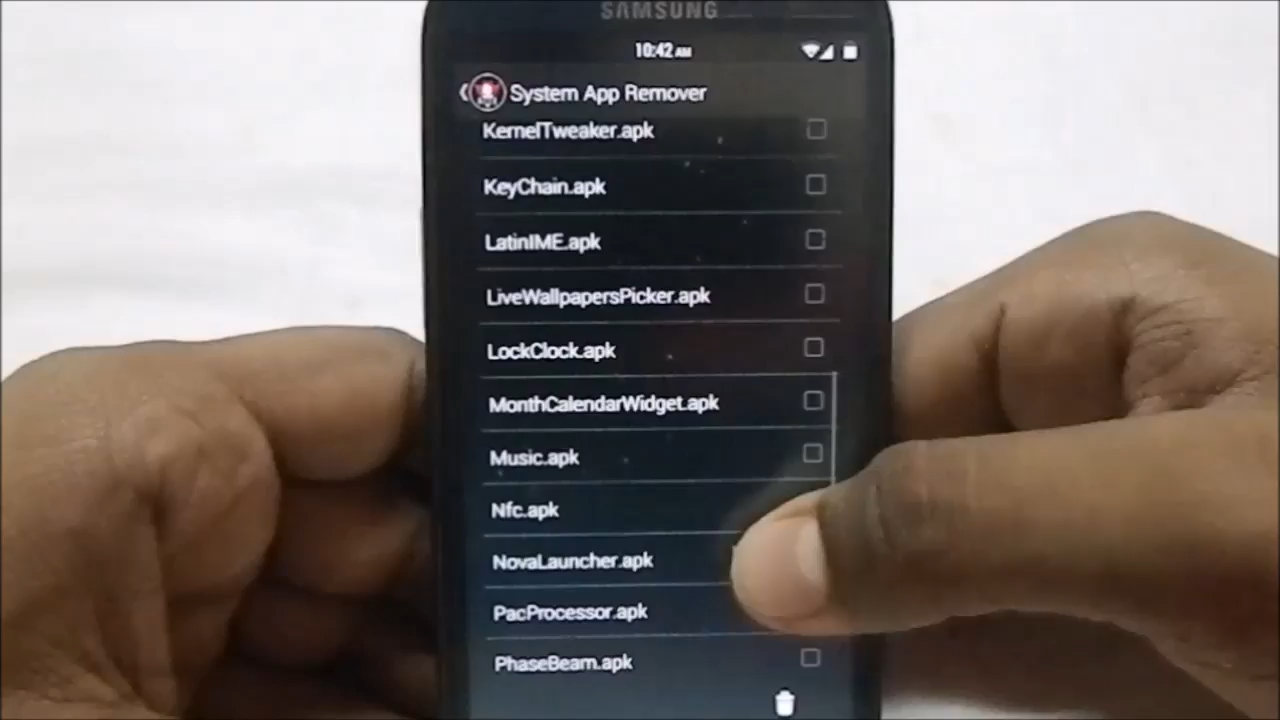 SAMSUNG
10:42 AM
System App Remover
KernelTweaker.apk
KeyChain.apk
LatinIME.apk
LiveWallpapersPicker.apk
LockClock.apk
MonthCalendarWidget.apk
Music.apk
Nfc.apk
NovaLauncher.apk
PacProcessor.apk
PhaseBeam.apk